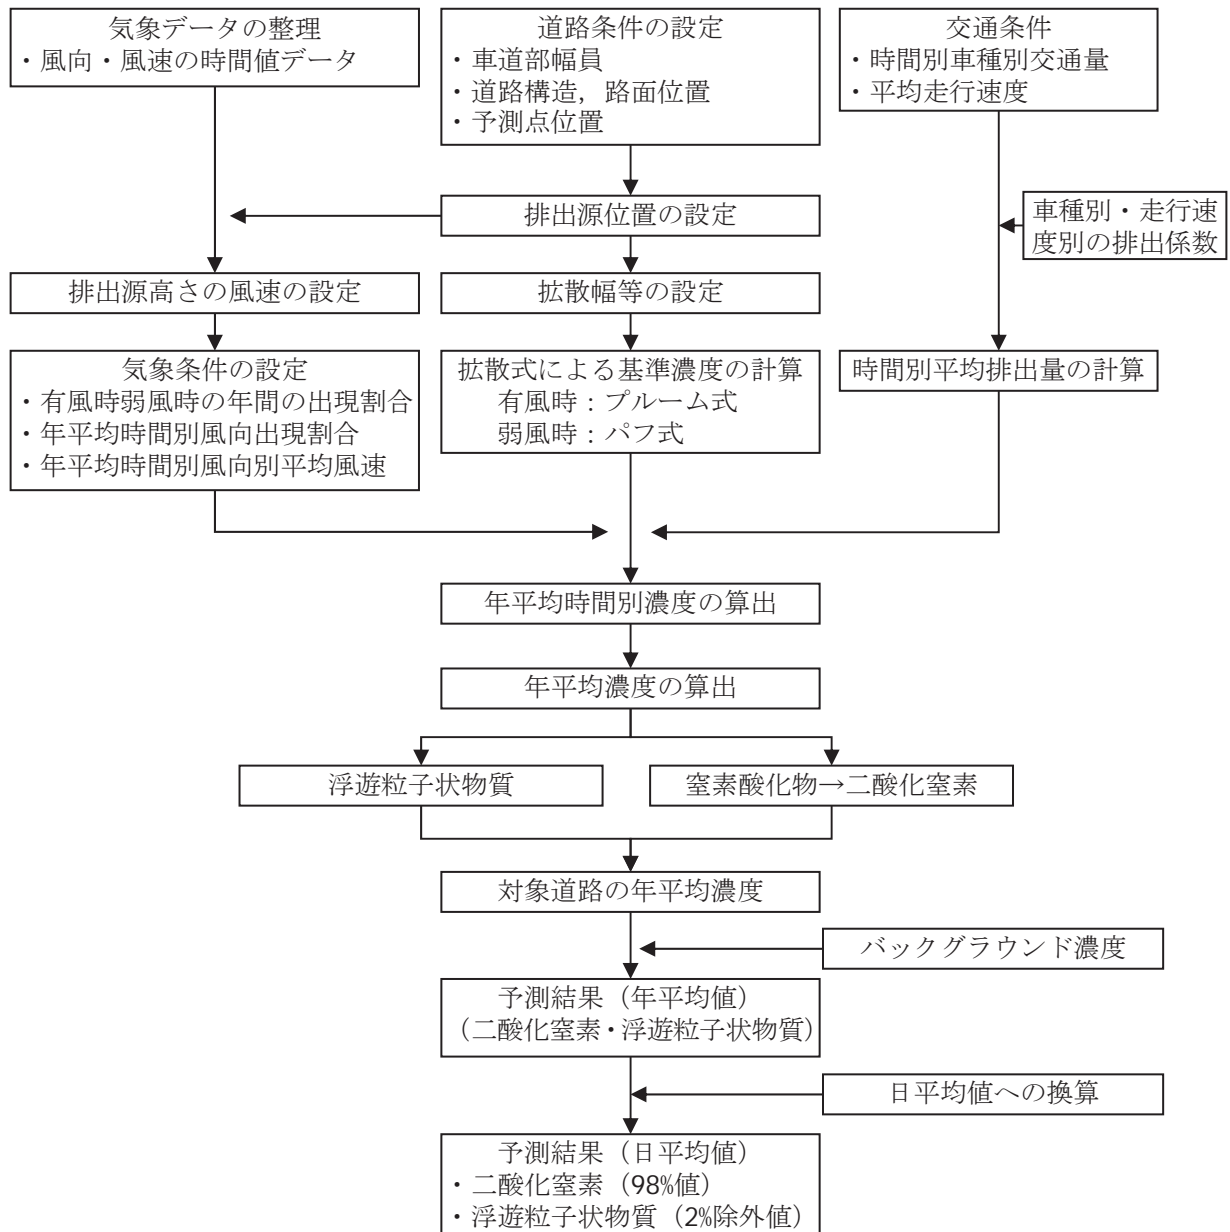 気象データの整理
・風向・風速の時間値データ
道路条件の設定
・車道部幅員
・道路構造，路面位置
・予測点位置
交通条件
・時間別車種別交通量
・平均走行速度
排出源位置の設定
車種別・走行速
度別の排出係数
排出源高さの風速の設定
拡散幅等の設定
気象条件の設定
・有風時弱風時の年間の出現割合
・年平均時間別風向出現割合
・年平均時間別風向別平均風速
拡散式による基準濃度の計算
有風時：プルーム式
弱風時：パフ式
時間別平均排出量の計算
年平均時間別濃度の算出
年平均濃度の算出
浮遊粒子状物質
窒素酸化物→二酸化窒素
対象道路の年平均濃度
バックグラウンド濃度
予測結果（年平均値）
（二酸化窒素・浮遊粒子状物質）
日平均値への換算
予測結果（日平均値）
・二酸化窒素（98%値）
・浮遊粒子状物質（2%除外値）